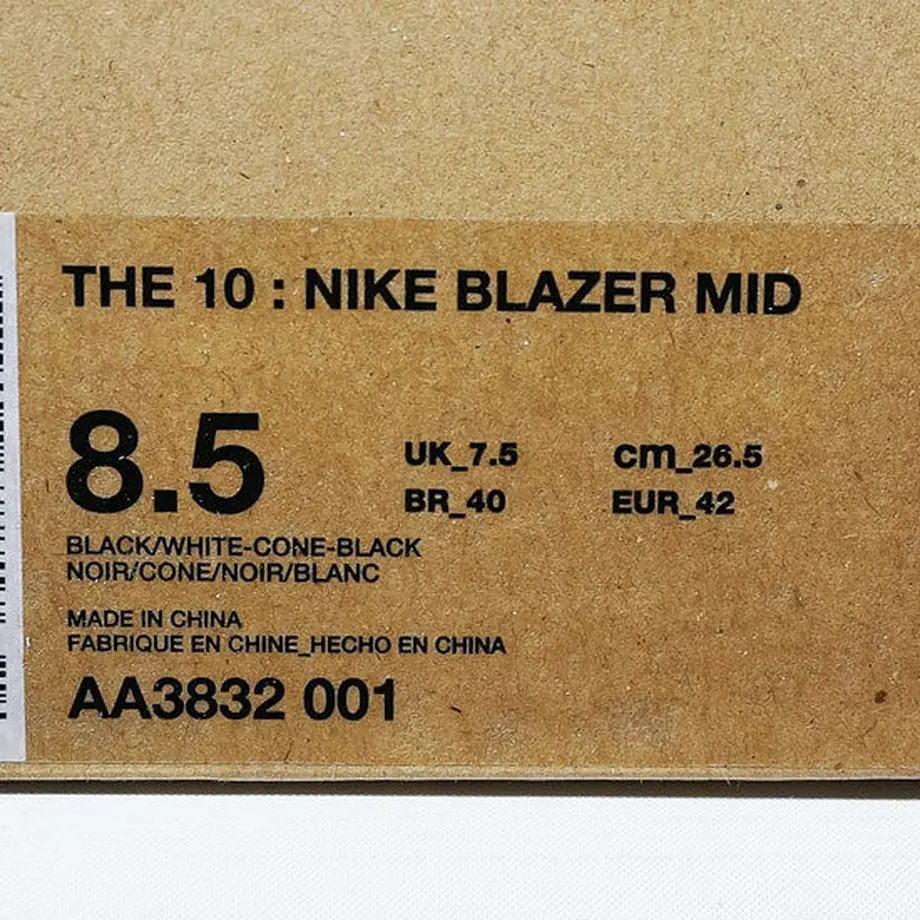 THE 10 : NIKE BLAZER MID
8.5
UK_7.5 cm_26.5
BR_40 EUR_42
BLACK/WHITE-CONE-BLACK
NOIR/CONE/NOIR/BLANC
MADE IN CHINA
FABRIQUE EN CHINE_HECHO EN CHINA
AA3832 001